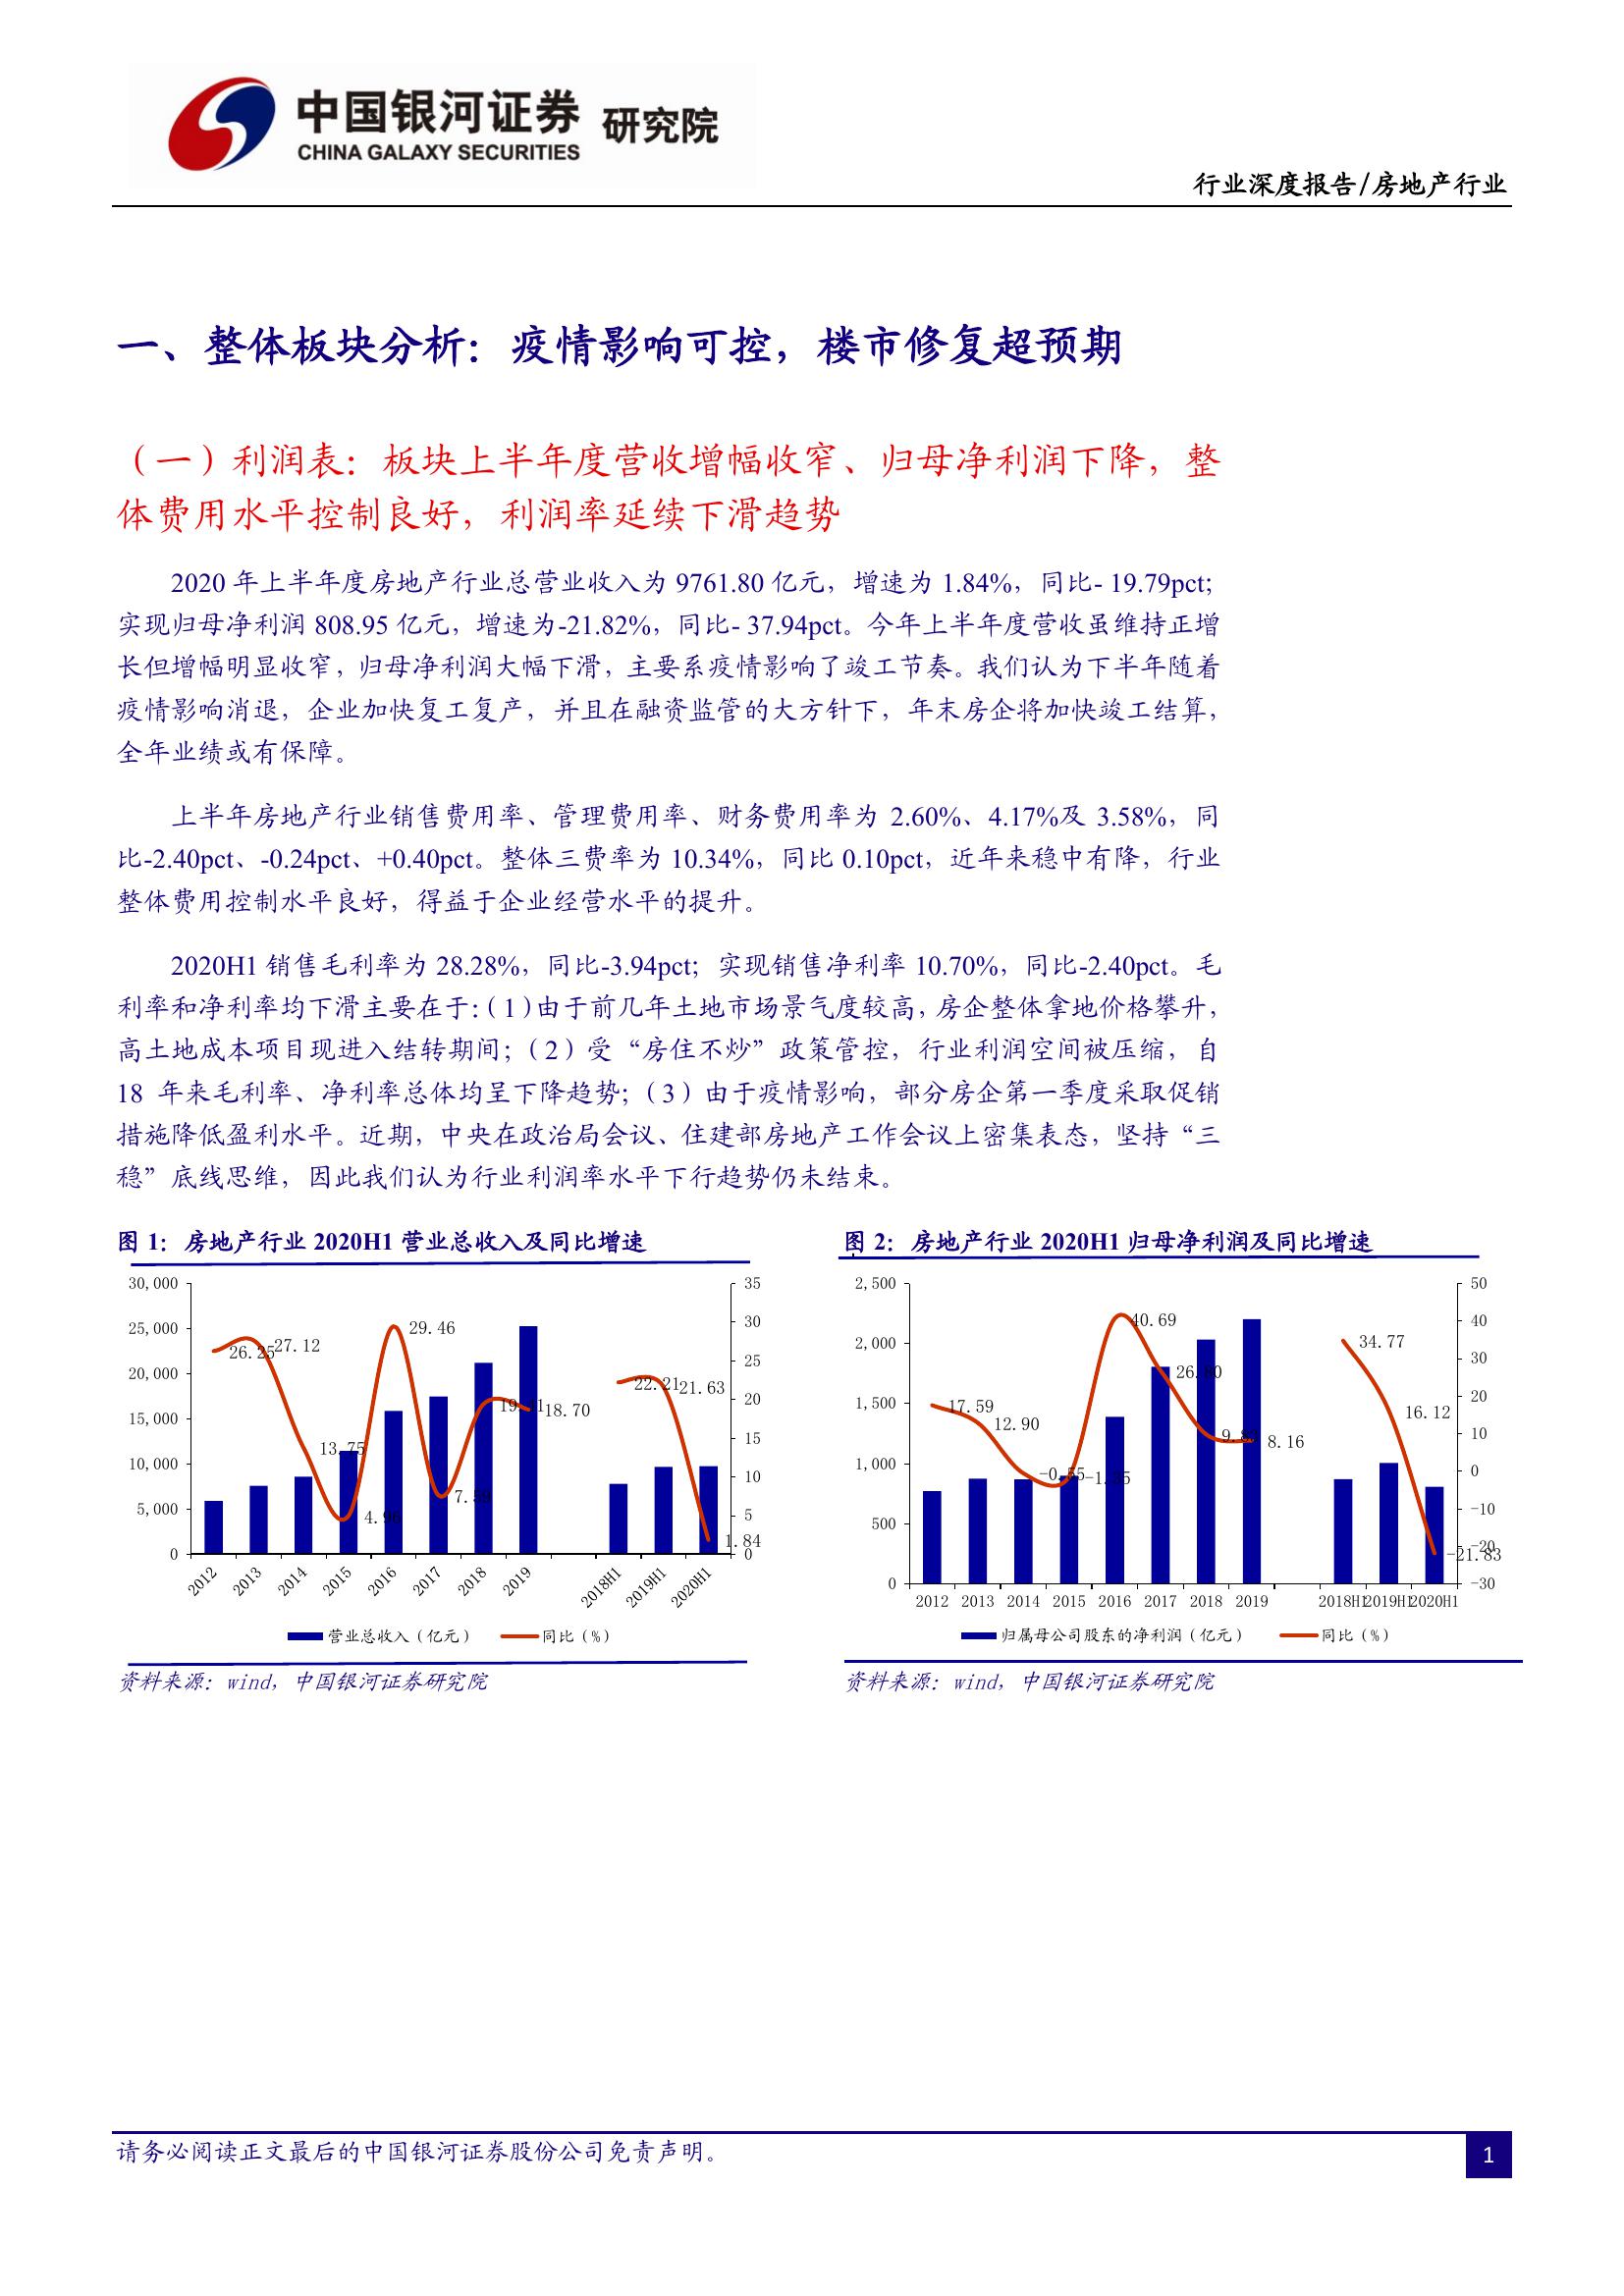 中国银河证券 研究院
CHINA GALAXY SECURITIES
行业深度报告/房地产行业
一、整体板块分析：疫情影响可控，楼市修复超预期
（一）利润表：板块上半年度营收增幅收窄、归母净利润下降，整
体费用水平控制良好，利润率延续下滑趋势
2020 年上半年度房地产行业总营业收入为 9761.80 亿元，增速为 1.84%，同比- 19.79pct;
实现归母净利润 808.95 亿元，增速为-21.82%，同比- 37.94pct。今年上半年度营收虽维持正增
长但增幅明显收窄，归母净利润大幅下滑，主要系疫情影响了竣工节奏。我们认为下半年随着
疫情影响消退，企业加快复工复产，并且在融资监管的大方针下，年末房企将加快竣工结算，
全年业绩或有保障。
上半年房地产行业销售费用率、管理费用率、财务费用率为 2.60%、4.17%及 3.58%，同
比-2.40pct、-0.24pct、+0.40pct。整体三费率为 10.34%，同比 0.10pct，近年来稳中有降，行业
整体费用控制水平良好，得益于企业经营水平的提升。
2020H1 销售毛利率为 28.28%，同比-3.94pct；实现销售净利率 10.70%，同比-2.40pct。毛
利率和净利率均下滑主要在于：（1）由于前几年土地市场景气度较高，房企整体拿地价格攀升，
高土地成本项目现进入结转期间；（2）受“房住不炒”政策管控，行业利润空间被压缩，自
18 年来毛利率、净利率总体均呈下降趋势；（3）由于疫情影响，部分房企第一季度采取促销
措施降低盈利水平。近期，中央在政治局会议、住建部房地产工作会议上密集表态，坚持“三
稳”底线思维，因此我们认为行业利润率水平下行趋势仍未结束。
图 1：房地产行业 2020H1 营业总收入及同比增速
30,000
25,000
20,000
15,000
10,000
5,000
0
35
30
25
20
15
10
5
0
26.25
27.12
13.75
29.46
18.70
22.21
21.63
1.84
2012 2013 2014 2015 2016 2017 2018 2019 2018H1 2019H1 2020H1
营业总收入（亿元） 同比（%）
资料来源：wind，中国银河证券研究院
图 2：房地产行业 2020H1 归母净利润及同比增速
2,500
2,000
1,500
1,000
500
0
50
40
30
20
10
0
-10
-20
-30
17.59
12.90
-0.55
40.69
8.16
34.77
16.12
-21.83
2012 2013 2014 2015 2016 2017 2018 2019 2018H1 2019H1 2020H1
归属母公司股东的净利润（亿元） 同比（%）
资料来源：wind，中国银河证券研究院
请务必阅读正文最后的中国银河证券股份公司免责声明。
1